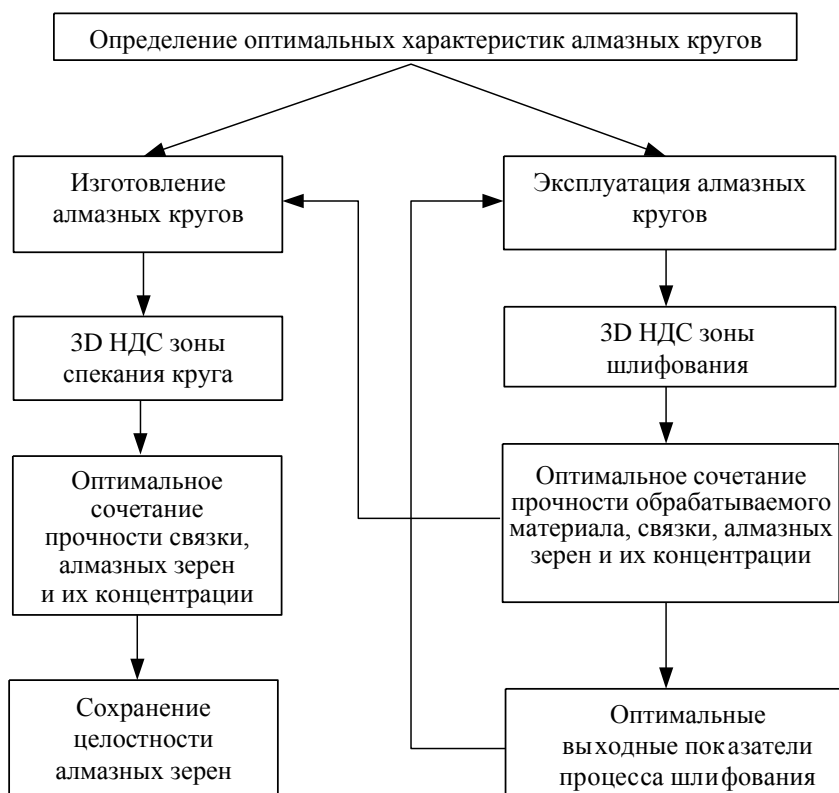 Определение оптимальных характеристик алмазных кругов
Изготовление
алмазных кругов
3D НДС зоны
спекания круга
Оптимальное
сочетание
прочности связки,
алмазных зерен
и их концентрации
Сохранение
целостности
алмазных зерен
Эксплуатация алмазных
кругов
3D НДС зоны
шлифования
Оптимальное сочетание
прочности обрабатываемого
материала, связки, алмазных
зерен и их концентрации
Оптимальные
выходные показатели
процесса шлифования